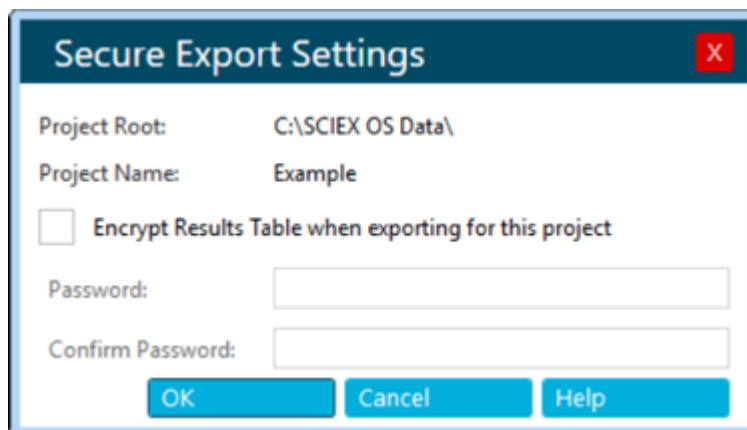 Secure Export Settings X
Project Root: C:\SCIEX OS Data\
Project Name: Example
Encrypt Results Table when exporting for this project
Password:
Confirm Password:
OK Cancel Help